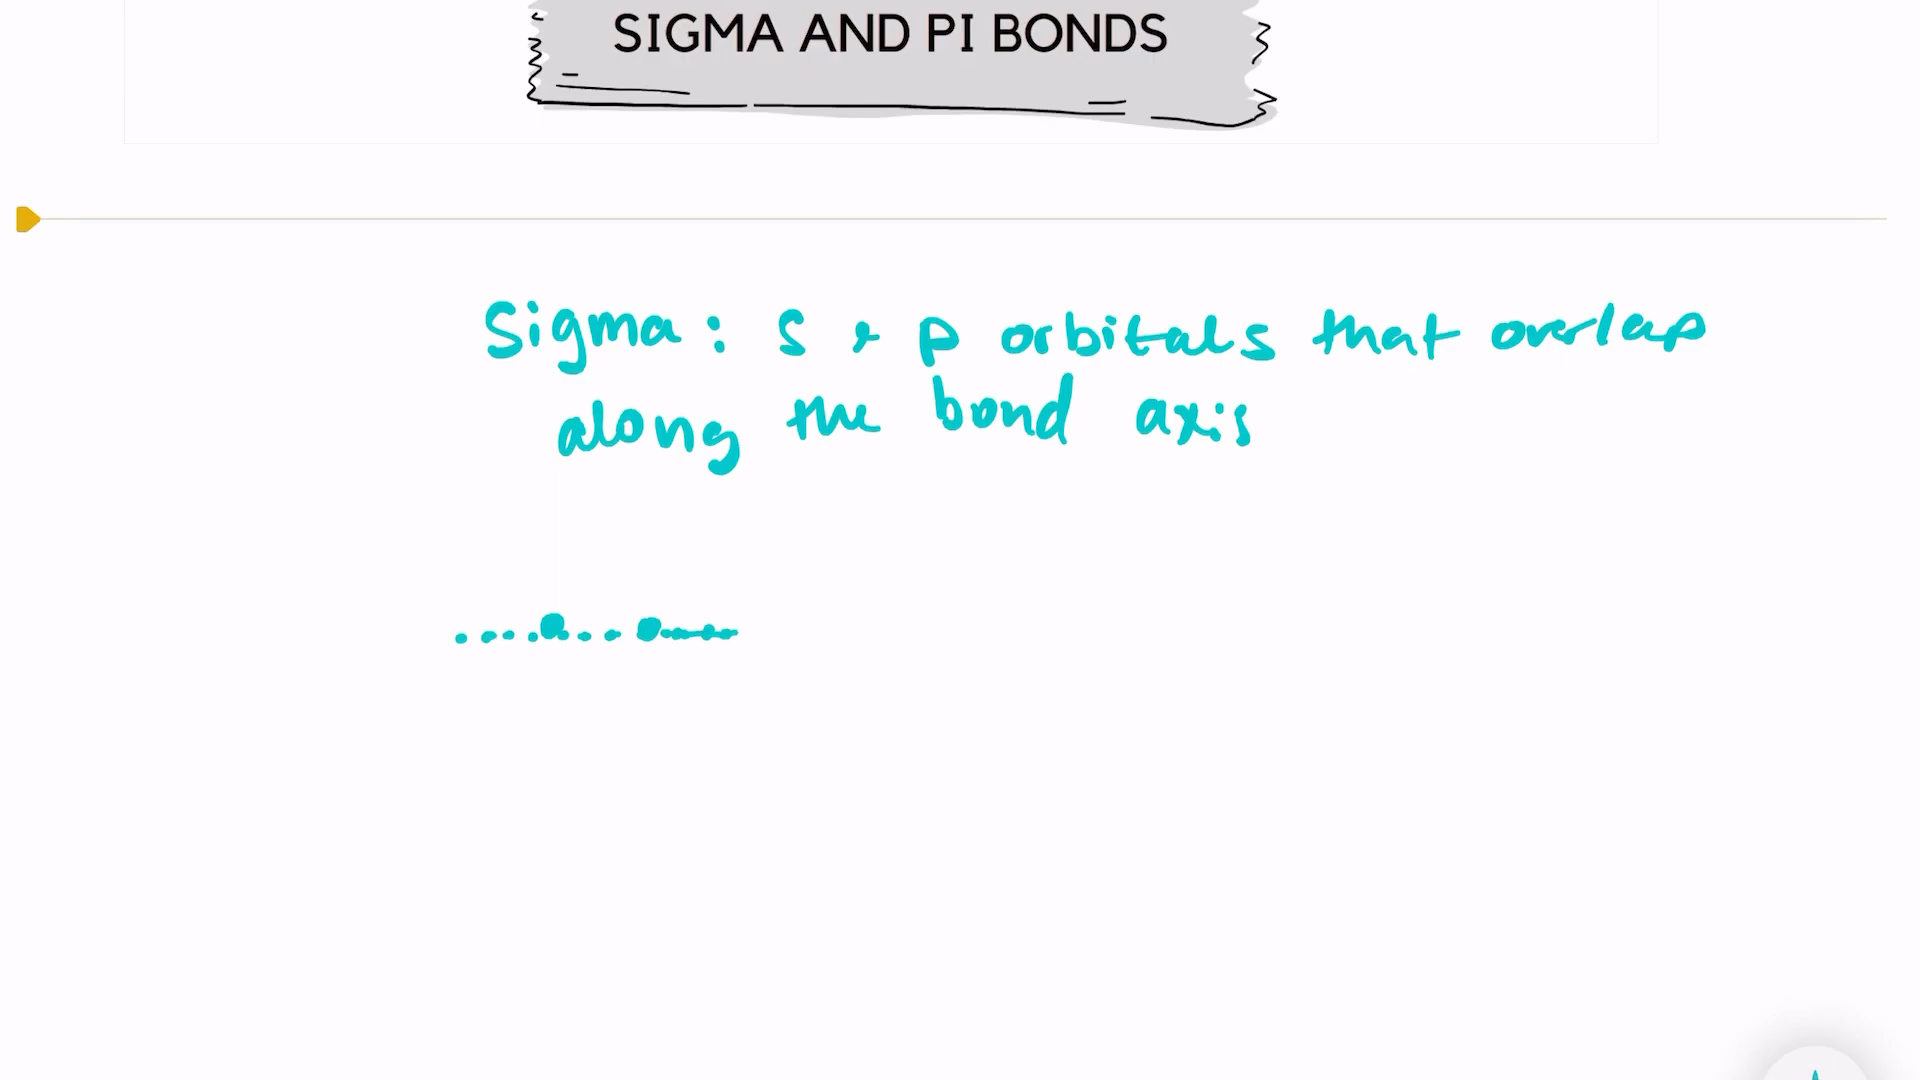 SIGMA AND PI BONDS
Sigma: s & p orbitals that overlap
along the bond axis